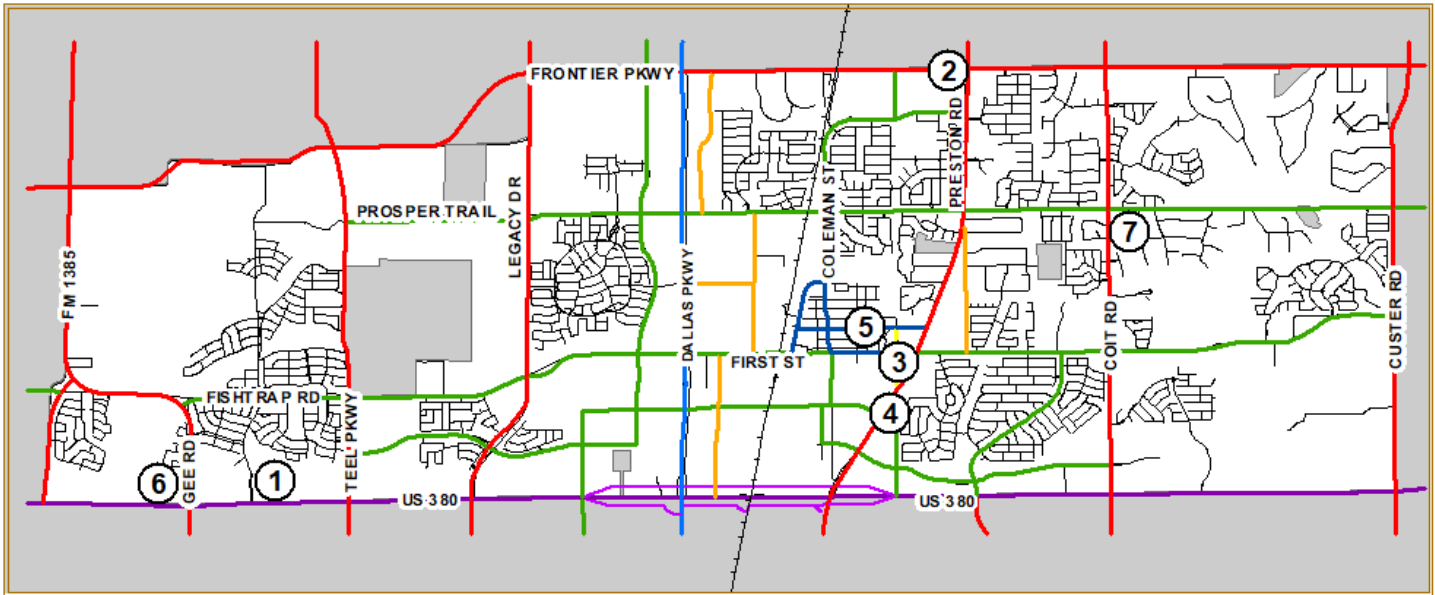 FRONTIER PKWY
2
PRESTON RD
COLEMAN ST
PROSPER TRAIL
LEGACY DR
7
FM 1385
DALLAS PKWY
COIT RD
CUSTER RD
5
FIRST ST
3
FISHTRAP RD
4
TEEL PKWY
GEE RD
6
1
US 380
US 380